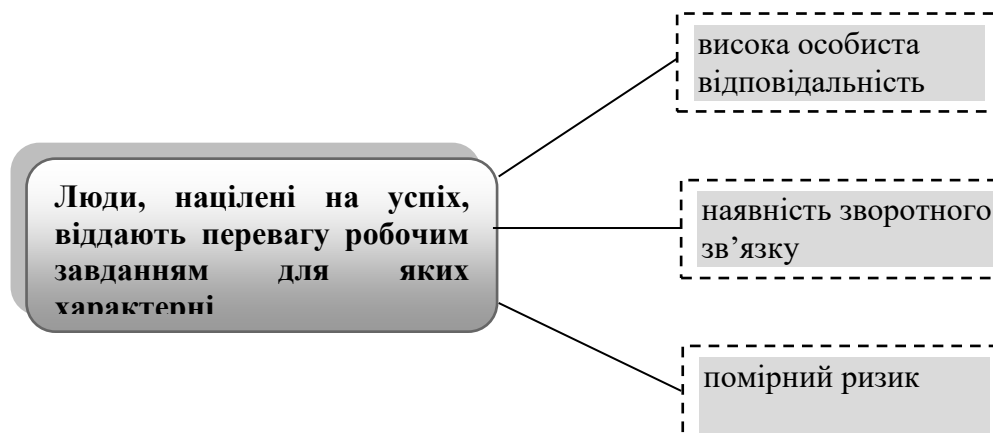 Люди, націлені на успіх,
віддають перевагу робочим
завданням для яких
характерні
висока особиста
відповідальність
наявність зворотного
зв’язку
помірний ризик